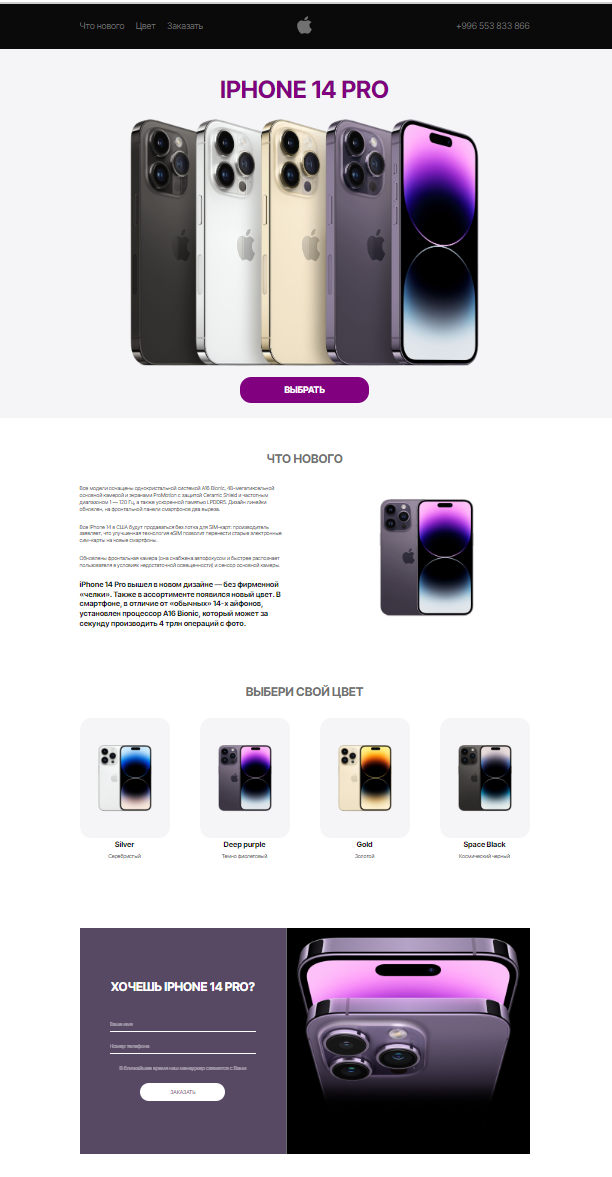 Что нового Цвет Заказать +996 553 833 866
IPHONE 14 PRO
ВЫБРАТЬ
ЧТО НОВОГО
Все модели оснащены однокристальной системой A16 Bionic, 48-мегапиксельной
основной камерой и экранами ProMotion с защитой Ceramic Shield и частотным
диапазоном 1 — 120 Гц, а также ускоренной памятью LPDDR5. Дизайн линейки
обновлен, на фронтальной панели смартфонов два выреза.
Все iPhone 14 в США будут продаваться без лотка для SIM-карт: производитель
заявляет, что улучшенная технология eSIM позволит перенести старые электронные
сим-карты на новые смартфоны.
Обновлены фронтальная камера (она снабжена автофокусом и быстрее распознает
пользователя в условиях недостаточной освещенности) и сенсор основной камеры.
iPhone 14 Pro вышел в новом дизайне — без фирменной
«челки». Также в ассортименте появился новый цвет. В
смартфоне, в отличие от «обычных» 14-х айфонов,
установлен процессор A16 Bionic, который может за
секунду производить 4 трлн операций с фото.
ВЫБЕРИ СВОЙ ЦВЕТ
Silver
Серебристый
Deep purple
Темно фиолетовый
Gold
Золотой
Space Black
Космический черный
ХОЧЕШЬ IPHONE 14 PRO?
Ваше имя
Номер телефона
В ближайшее время наш менеджер свяжется с Вами
ЗАКАЗАТЬ